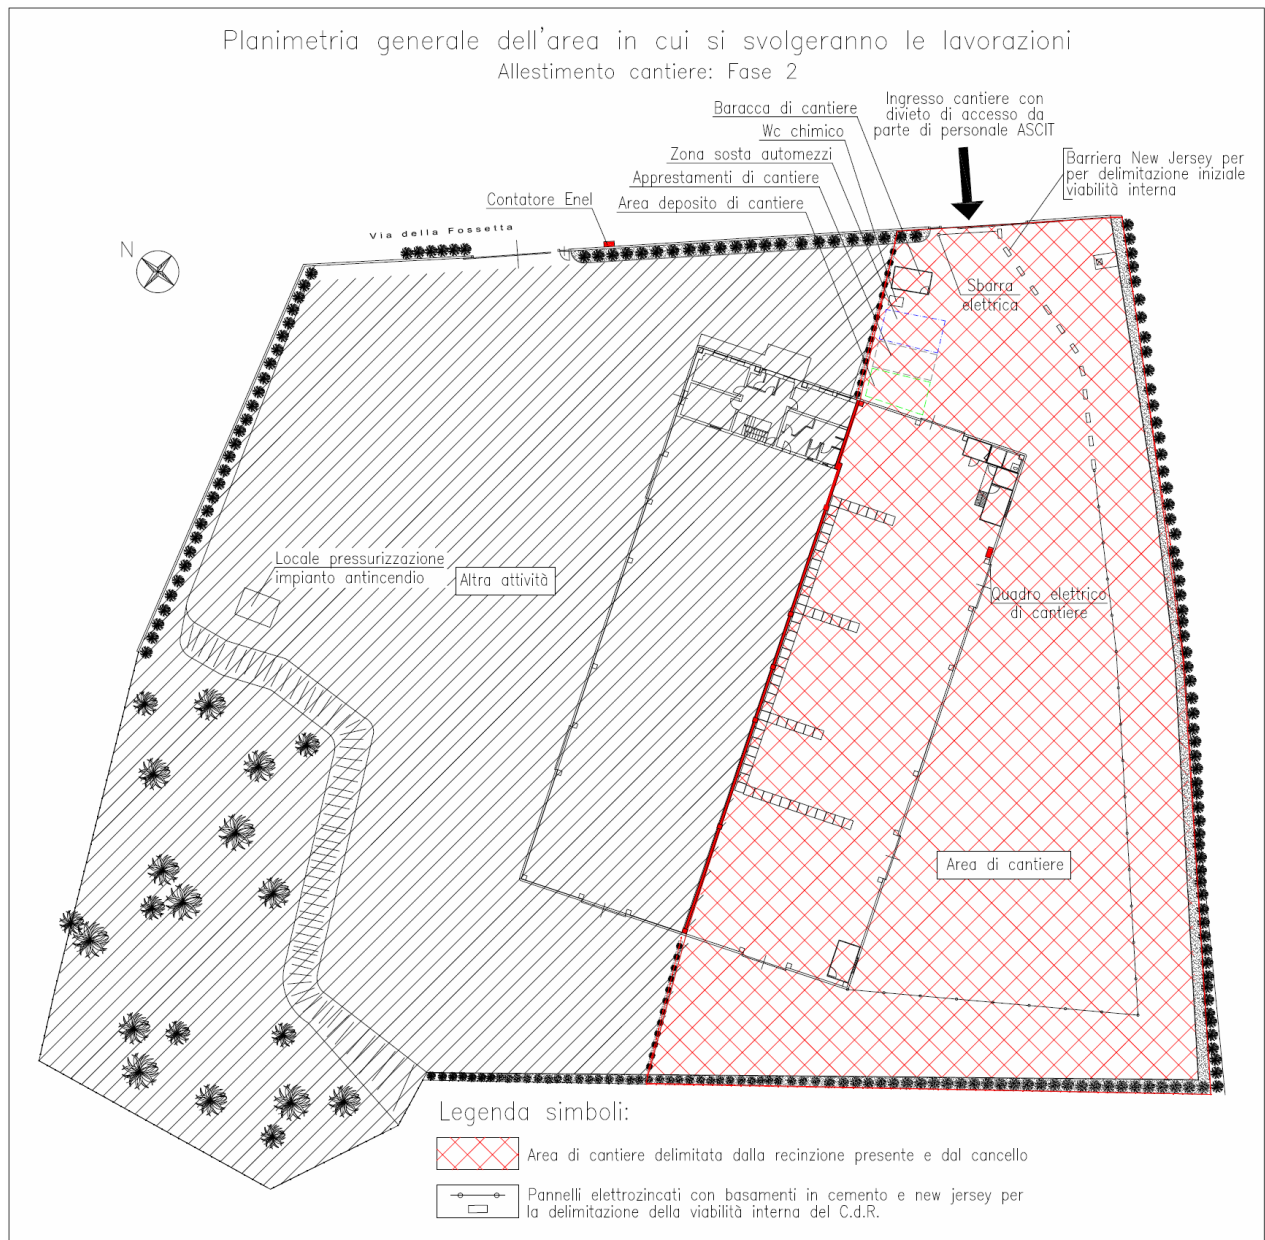 Planimetria generale dell'area in cui si svolgeranno le lavorazioni
Allestimento cantiere: Fase 2
Baracca di cantiere
Wc chimico
Zona sosta automezzi
Apprestamenti di cantiere
Area deposito di cantiere
Contatore Enel
Ingresso cantiere con
divieto di accesso da
parte di personale ASCIT
Barriera New Jersey per
per delimitazione iniziale
viabilità interna
Via della Fossetta
N
Sbarra
elettrica
Locale pressurizzazione
impianto antincendio
Altra attività
Quadro elettrico
di cantiere
Area di cantiere
Legenda simboli:
Area di cantiere delimitata dalla recinzione presente e dal cancello
Pannelli elettrozincati con basamenti in cemento e new jersey per
la delimitazione della viabilità interna del C.d.R.